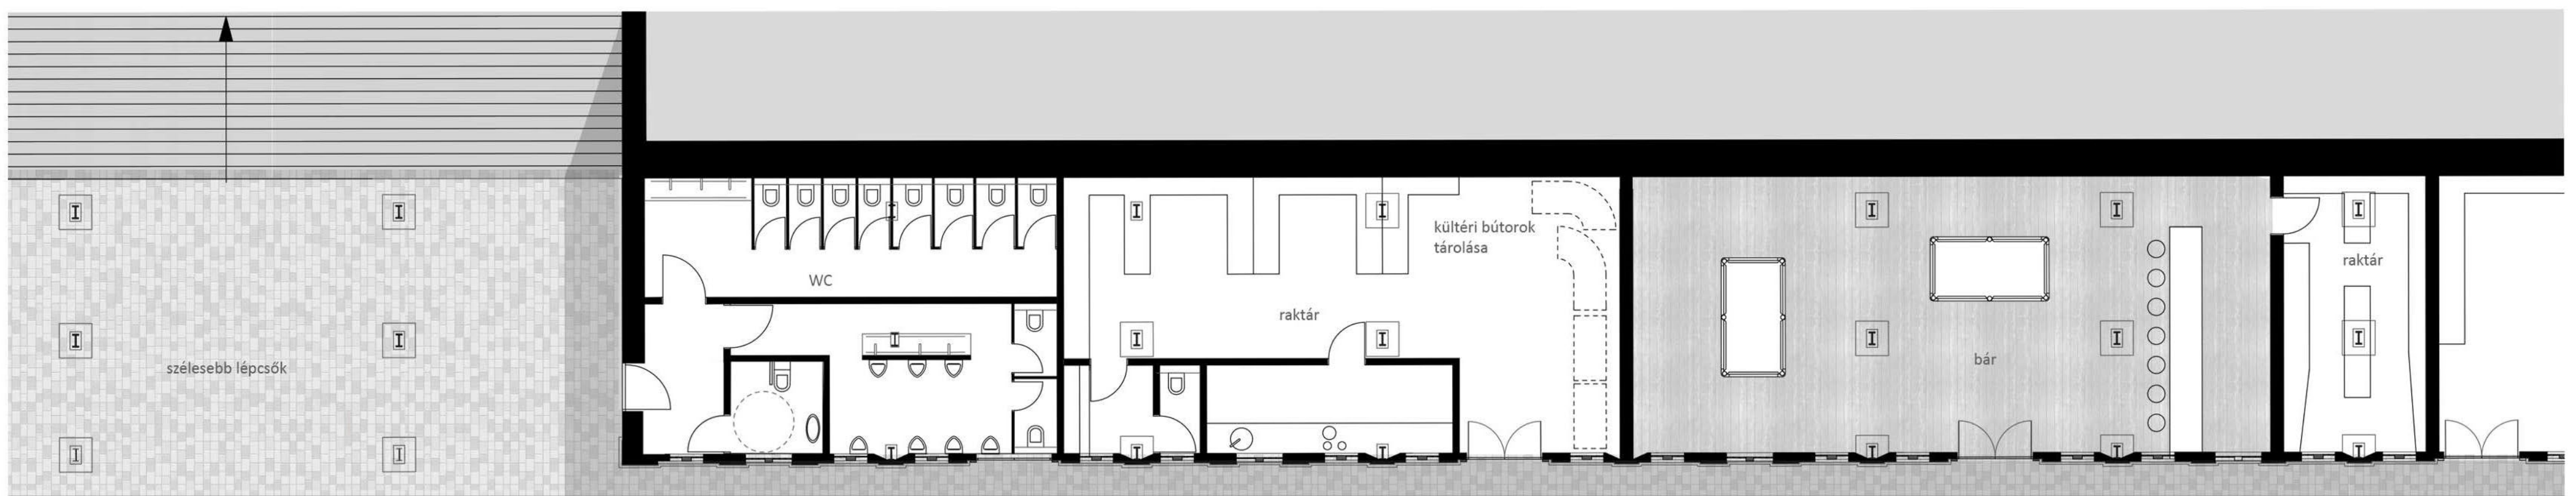 szélesebb lépcsők
WC
raktár
kültéri bútorok
tárolása
bár
raktár